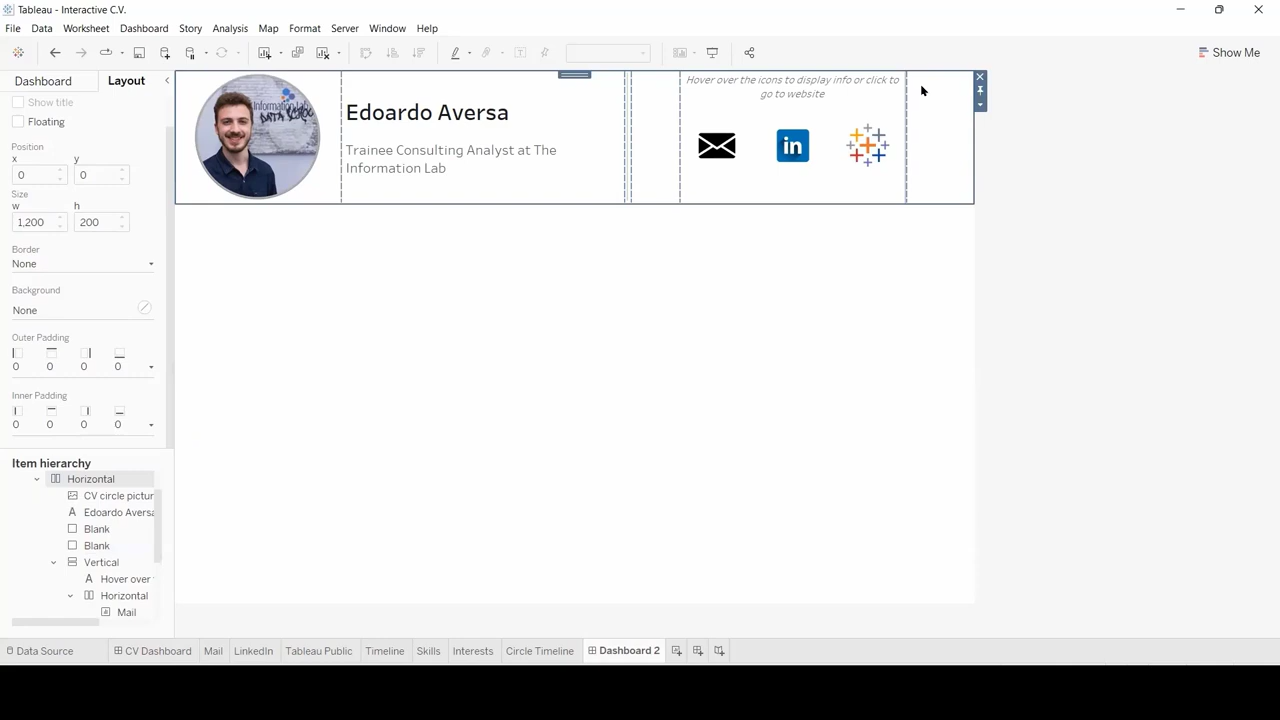 Tableau - Interactive C.V.
File Data Worksheet Dashboard Story Analysis Map Format Server Window Help
Show Me
Dashboard Layout
Show title
Floating
Position
x y
0 0
Size
w h
1,200 200
Border
None
Background
None
Outer Padding
0 0 0 0
Inner Padding
0 0 0 0
Item hierarchy
Horizontal
CV circle pictur
Edoardo Aversa
Blank
Blank
Vertical
Hover over
Horizontal
Mail
Information Lab
DATA SCHOOL
Edoardo Aversa
Trainee Consulting Analyst at The
Information Lab
Hover over the icons to display info or click to
go to website
in
Data Source CV Dashboard Mail LinkedIn Tableau Public Timeline Skills Interests Circle Timeline Dashboard 2